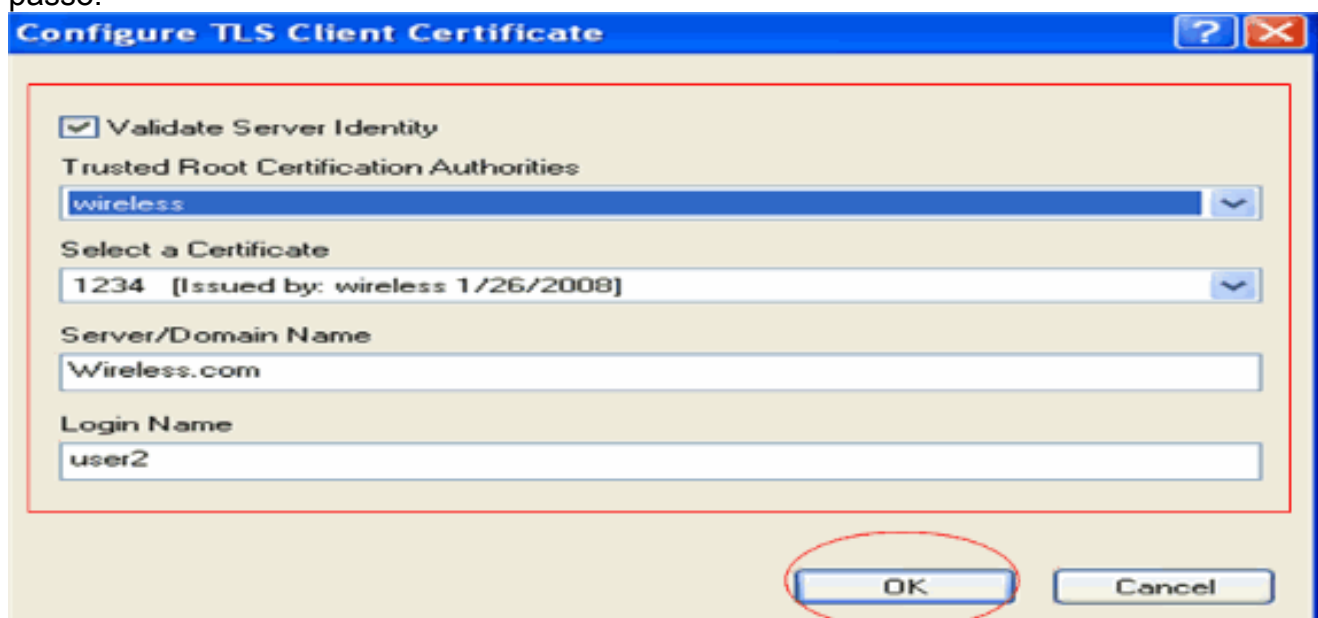 passo.
Configure TLS Client Certificate
Validate Server Identity
Trusted Root Certification Authorities
wireless
Select a Certificate
1234 [Issued by: wireless 1/26/2008]
Server/Domain Name
Wireless.com
Login Name
user2
OK Cancel